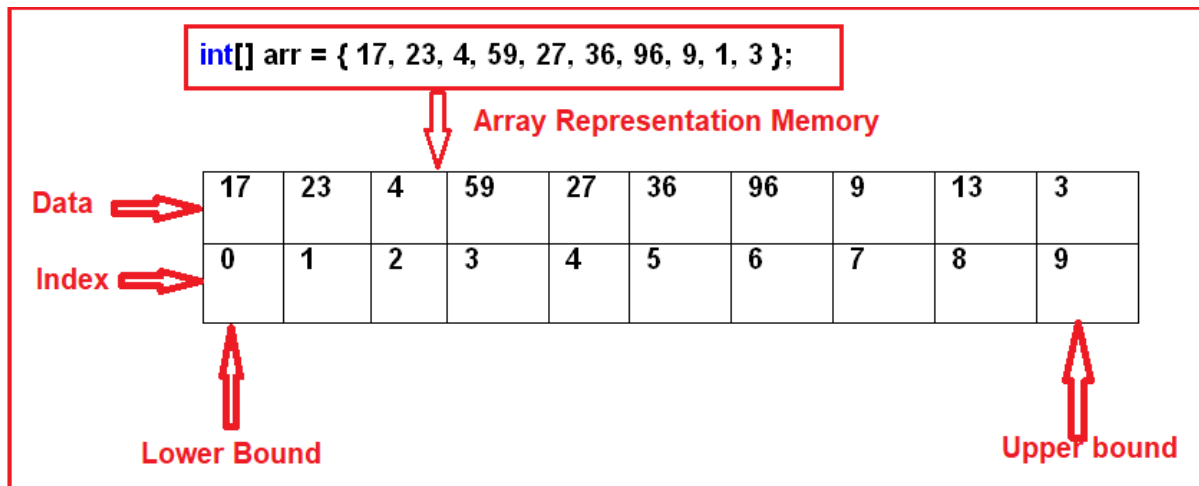 int[] arr = { 17, 23, 4, 59, 27, 36, 96, 9, 1, 3 };
Array Representation Memory
Data 17 23 4 59 27 36 96 9 13 3
Index 0 1 2 3 4 5 6 7 8 9
Lower Bound
Upper bound